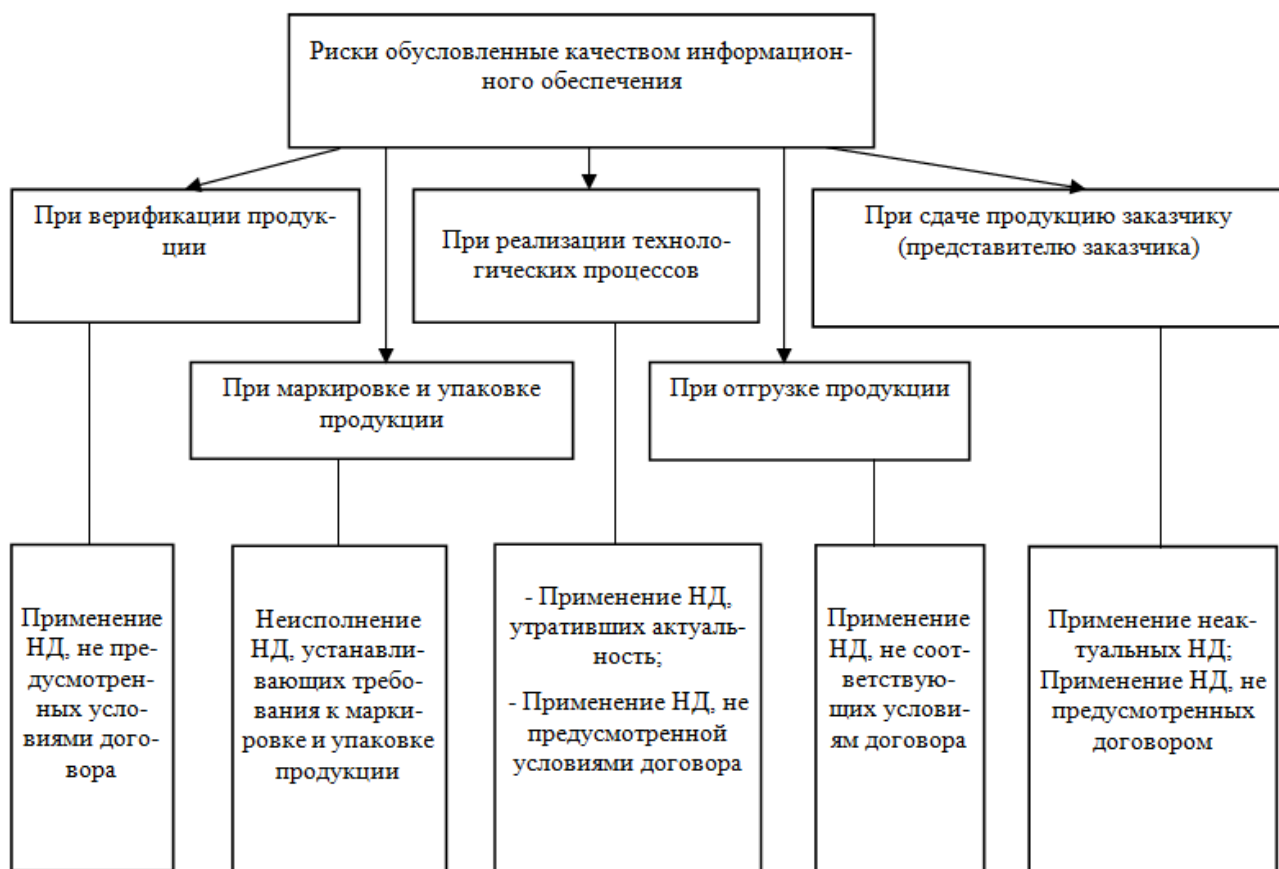 Риски обусловленные качеством информацион-
ного обеспечения
При верификации продук-
ции
При реализации техноло-
гических процессов
При сдаче продукцию заказчику
(представителю заказчика)
При маркировке и упаковке
продукции
При отгрузке продукции
Применение
НД, не пре-
дусмотрен-
ных усло-
виями дого-
вора
Неисполнение
НД, устанавли-
вающих требо-
вания к марки-
ровке и упаковке
продукции
- Применение НД,
утративших актуаль-
ность;
- Применение НД, не
предусмотренной
условиями договора
Применение
НД, не соот-
ветствую-
щих услови-
ям договора
Применение неак-
туальных НД;
Применение НД, не
предусмотренных
договором